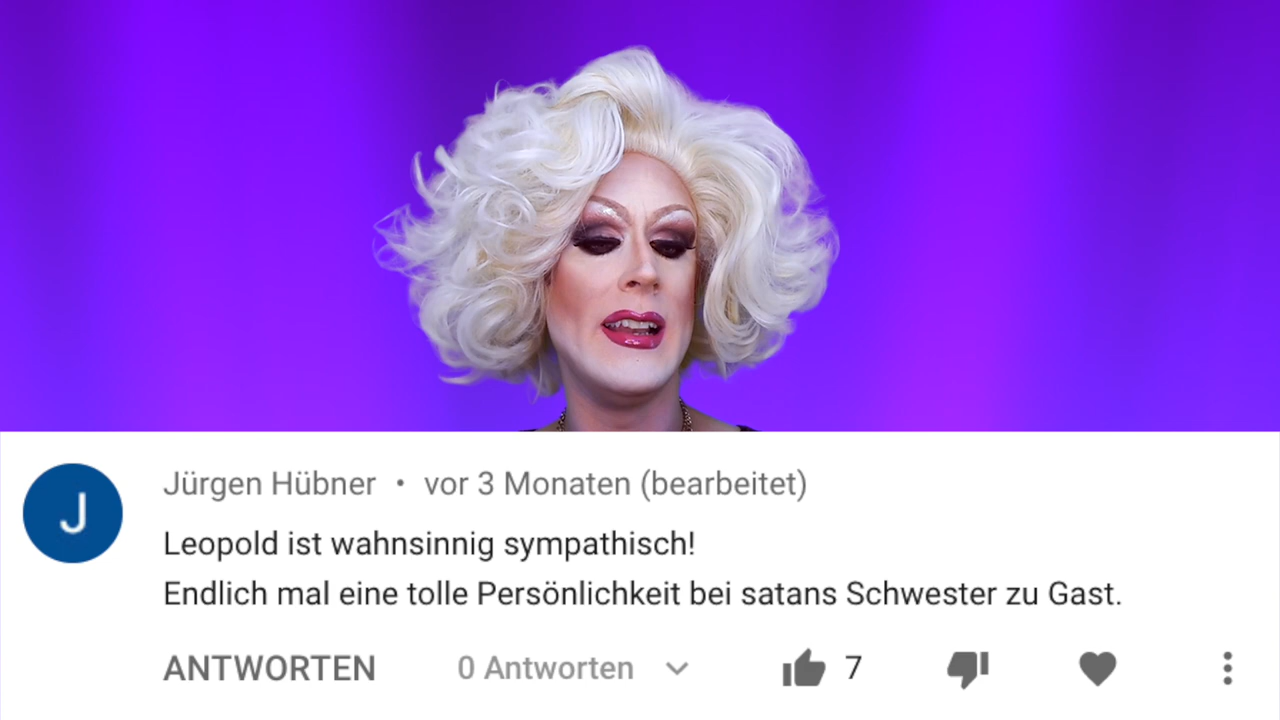 J
Jürgen Hübner • vor 3 Monaten (bearbeitet)
Leopold ist wahnsinnig sympathisch!
Endlich mal eine tolle Persönlichkeit bei satans Schwester zu Gast.
ANTWORTEN 0 Antworten 7